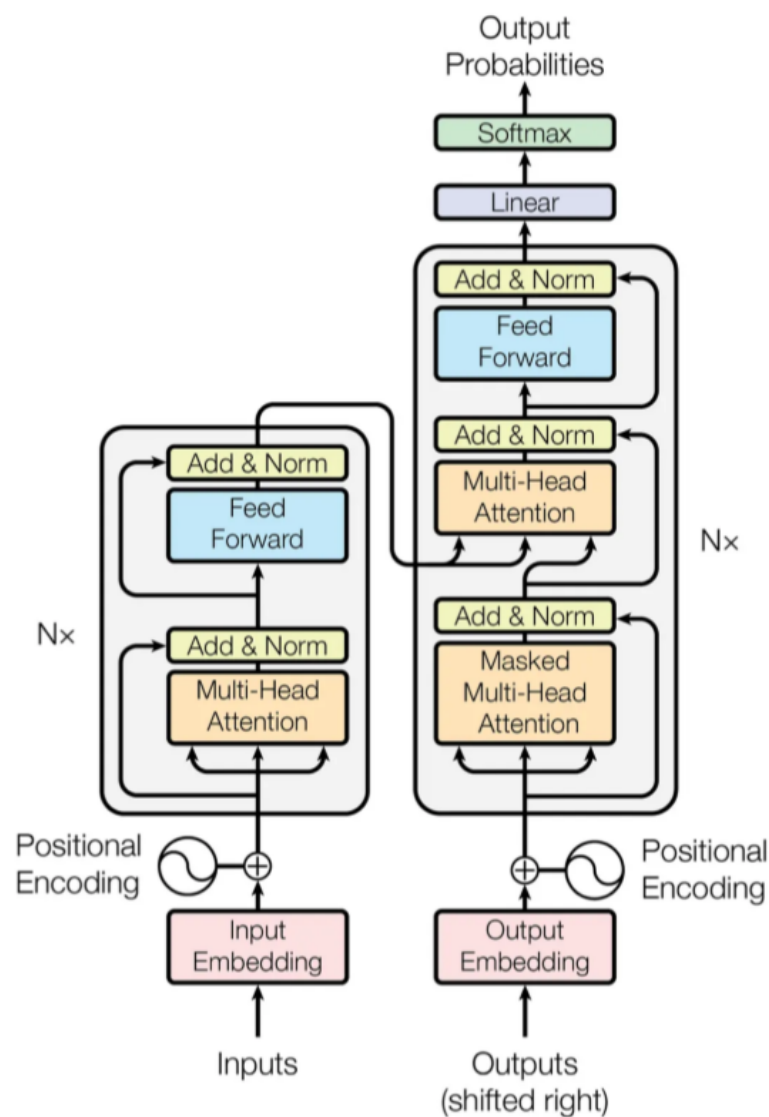 Output
Probabilities
Softmax
Linear
Add & Norm
Feed
Forward
Add & Norm
Multi-Head
Attention
Add & Norm
Masked
Multi-Head
Attention
N×
Add & Norm
Feed
Forward
Add & Norm
Multi-Head
Attention
N×
Positional
Encoding
Positional
Encoding
Input
Embedding
Output
Embedding
Inputs
Outputs
(shifted right)